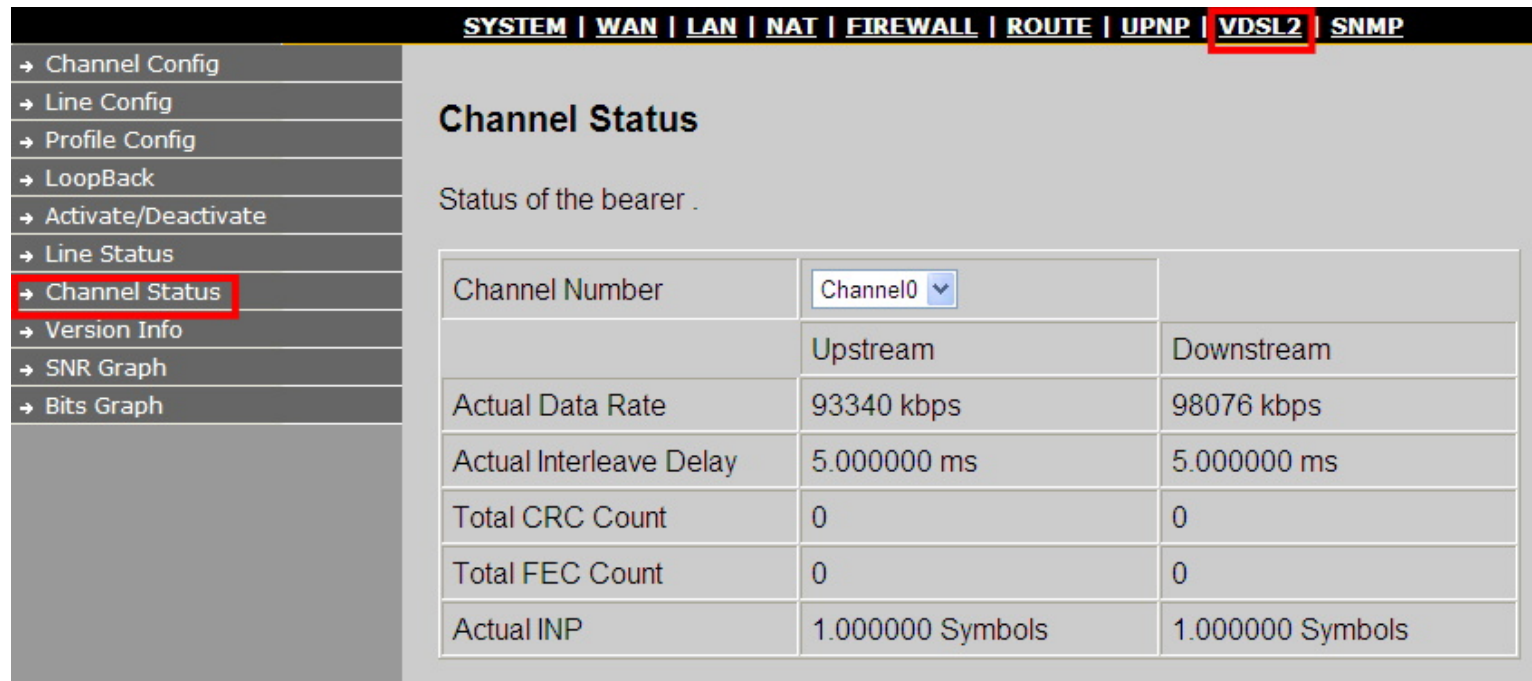 SYSTEM | WAN | LAN | NAT | FIREWALL | ROUTE | UPNP | VDSL2 | SNMP
→ Channel Config
→ Line Config
→ Profile Config
→ LoopBack
→ Activate/Deactivate
→ Line Status
→ Channel Status
→ Version Info
→ SNR Graph
→ Bits Graph
Channel Status
Status of the bearer .
Channel Number Channel0
Upstream Downstream
Actual Data Rate 93340 kbps 98076 kbps
Actual Interleave Delay 5.000000 ms 5.000000 ms
Total CRC Count 0 0
Total FEC Count 0 0
Actual INP 1.000000 Symbols 1.000000 Symbols